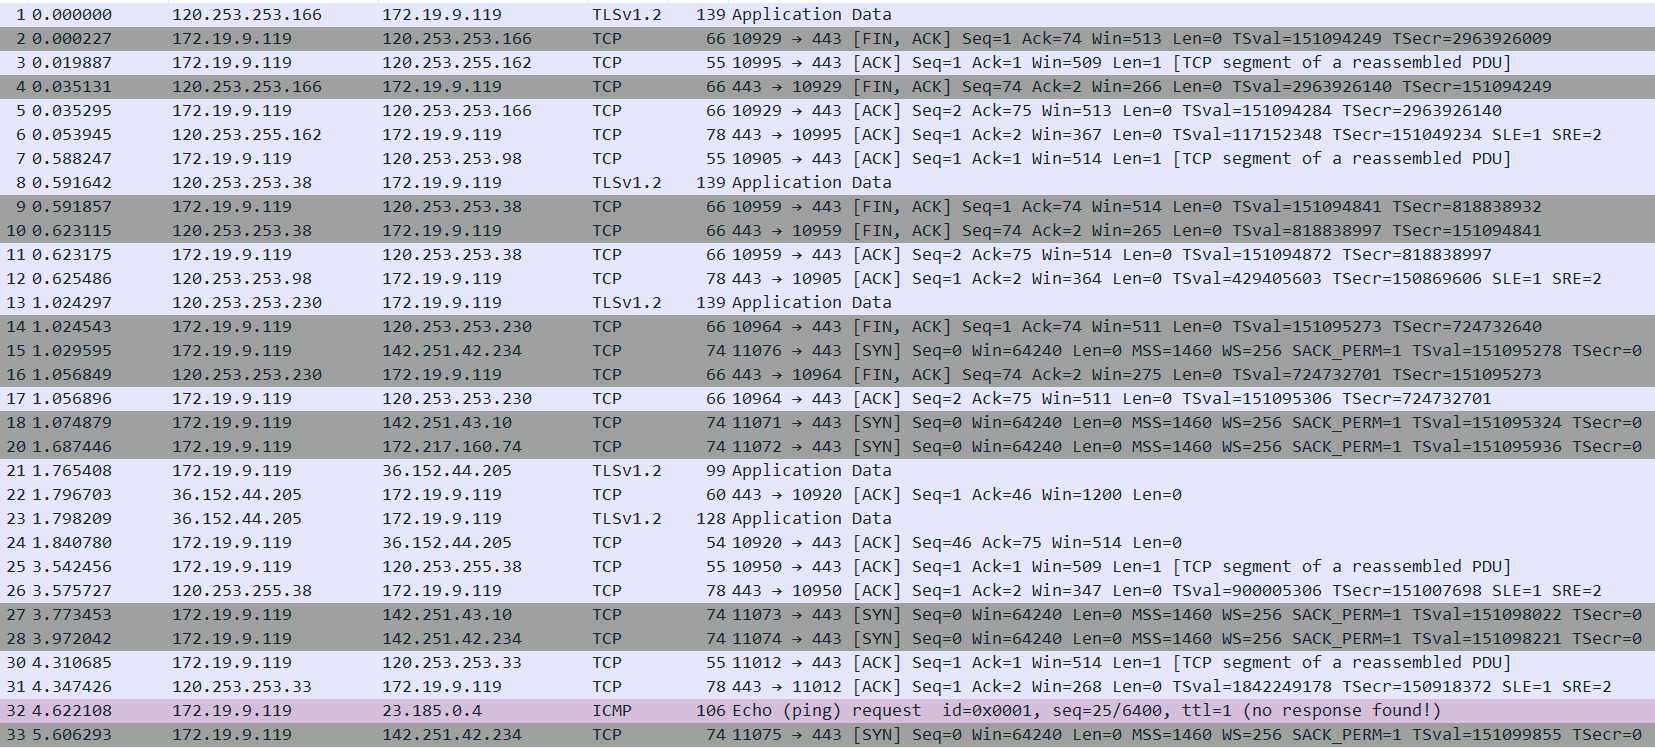 1 0.000000 120.253.253.166 172.19.9.119 TLSv1.2 139 Application Data
2 0.000227 172.19.9.119 120.253.253.166 TCP 66 10929 → 443 [FIN, ACK] Seq=1 Ack=74 Win=513 Len=0 TSval=151094249 TSecr=2963926009
3 0.019887 172.19.9.119 120.253.255.162 TCP 55 10995 → 443 [ACK] Seq=1 Ack=1 Win=509 Len=1 [TCP segment of a reassembled PDU]
4 0.035131 120.253.253.166 172.19.9.119 TCP 66 443 → 10929 [FIN, ACK] Seq=74 Ack=2 Win=266 Len=0 TSval=2963926140 TSecr=151094249
5 0.035295 172.19.9.119 120.253.253.166 TCP 66 10929 → 443 [ACK] Seq=2 Ack=75 Win=513 Len=0 TSval=151094284 TSecr=2963926140
6 0.053945 120.253.255.162 172.19.9.119 TCP 78 443 → 10995 [ACK] Seq=1 Ack=2 Win=367 Len=0 TSval=117152348 TSecr=151049234 SLE=1 SRE=2
7 0.588247 172.19.9.119 120.253.253.98 TCP 55 10905 → 443 [ACK] Seq=1 Ack=1 Win=514 Len=1 [TCP segment of a reassembled PDU]
8 0.591642 120.253.253.38 172.19.9.119 TLSv1.2 139 Application Data
9 0.591857 172.19.9.119 120.253.253.38 TCP 66 10959 → 443 [FIN, ACK] Seq=1 Ack=74 Win=514 Len=0 TSval=151094841 TSecr=818838932
10 0.623115 120.253.253.38 172.19.9.119 TCP 66 443 → 10959 [FIN, ACK] Seq=74 Ack=2 Win=265 Len=0 TSval=818838997 TSecr=151094841
11 0.623175 172.19.9.119 120.253.253.38 TCP 66 10959 → 443 [ACK] Seq=2 Ack=75 Win=514 Len=0 TSval=151094872 TSecr=818838997
12 0.625486 120.253.253.98 172.19.9.119 TCP 78 443 → 10905 [ACK] Seq=1 Ack=2 Win=364 Len=0 TSval=429405603 TSecr=150869606 SLE=1 SRE=2
13 1.024297 120.253.253.230 172.19.9.119 TLSv1.2 139 Application Data
14 1.024543 172.19.9.119 120.253.253.230 TCP 66 10964 → 443 [FIN, ACK] Seq=1 Ack=74 Win=511 Len=0 TSval=151095273 TSecr=724732640
15 1.029595 172.19.9.119 142.251.42.234 TCP 74 11076 → 443 [SYN] Seq=0 Win=64240 Len=0 MSS=1460 WS=256 SACK_PERM=1 TSval=151095278 TSecr=0
16 1.056849 120.253.253.230 172.19.9.119 TCP 66 443 → 10964 [FIN, ACK] Seq=74 Ack=2 Win=275 Len=0 TSval=724732701 TSecr=151095273
17 1.056896 172.19.9.119 120.253.253.230 TCP 66 10964 → 443 [ACK] Seq=2 Ack=75 Win=511 Len=0 TSval=151095306 TSecr=724732701
18 1.074879 172.19.9.119 142.251.43.10 TCP 74 11071 → 443 [SYN] Seq=0 Win=64240 Len=0 MSS=1460 WS=256 SACK_PERM=1 TSval=151095324 TSecr=0
20 1.687446 172.19.9.119 172.217.160.74 TCP 74 11072 → 443 [SYN] Seq=0 Win=64240 Len=0 MSS=1460 WS=256 SACK_PERM=1 TSval=151095936 TSecr=0
21 1.765408 172.19.9.119 36.152.44.205 TLSv1.2 99 Application Data
22 1.796703 36.152.44.205 172.19.9.119 TCP 60 443 → 10920 [ACK] Seq=1 Ack=46 Win=1200 Len=0
23 1.798209 36.152.44.205 172.19.9.119 TLSv1.2 128 Application Data
24 1.840780 172.19.9.119 36.152.44.205 TCP 54 10920 → 443 [ACK] Seq=46 Ack=75 Win=514 Len=0
25 3.542456 172.19.9.119 120.253.255.38 TCP 55 10950 → 443 [ACK] Seq=1 Ack=1 Win=509 Len=1 [TCP segment of a reassembled PDU]
26 3.575727 120.253.255.38 172.19.9.119 TCP 78 443 → 10950 [ACK] Seq=1 Ack=2 Win=347 Len=0 TSval=900005306 TSecr=151007698 SLE=1 SRE=2
27 3.773453 172.19.9.119 142.251.43.10 TCP 74 11073 → 443 [SYN] Seq=0 Win=64240 Len=0 MSS=1460 WS=256 SACK_PERM=1 TSval=151098022 TSecr=0
28 3.972042 172.19.9.119 142.251.42.234 TCP 74 11074 → 443 [SYN] Seq=0 Win=64240 Len=0 MSS=1460 WS=256 SACK_PERM=1 TSval=151098221 TSecr=0
30 4.310685 172.19.9.119 120.253.253.33 TCP 55 11012 → 443 [ACK] Seq=1 Ack=1 Win=514 Len=1 [TCP segment of a reassembled PDU]
31 4.347426 120.253.253.33 172.19.9.119 TCP 78 443 → 11012 [ACK] Seq=1 Ack=2 Win=268 Len=0 TSval=1842249178 TSecr=150918372 SLE=1 SRE=2
32 4.622108 172.19.9.119 23.185.0.4 ICMP 106 Echo (ping) request id=0x0001, seq=25/6400, ttl=1 (no response found!)
33 5.606293 172.19.9.119 142.251.42.234 TCP 74 11075 → 443 [SYN] Seq=0 Win=64240 Len=0 MSS=1460 WS=256 SACK_PERM=1 TSval=151099855 TSecr=0